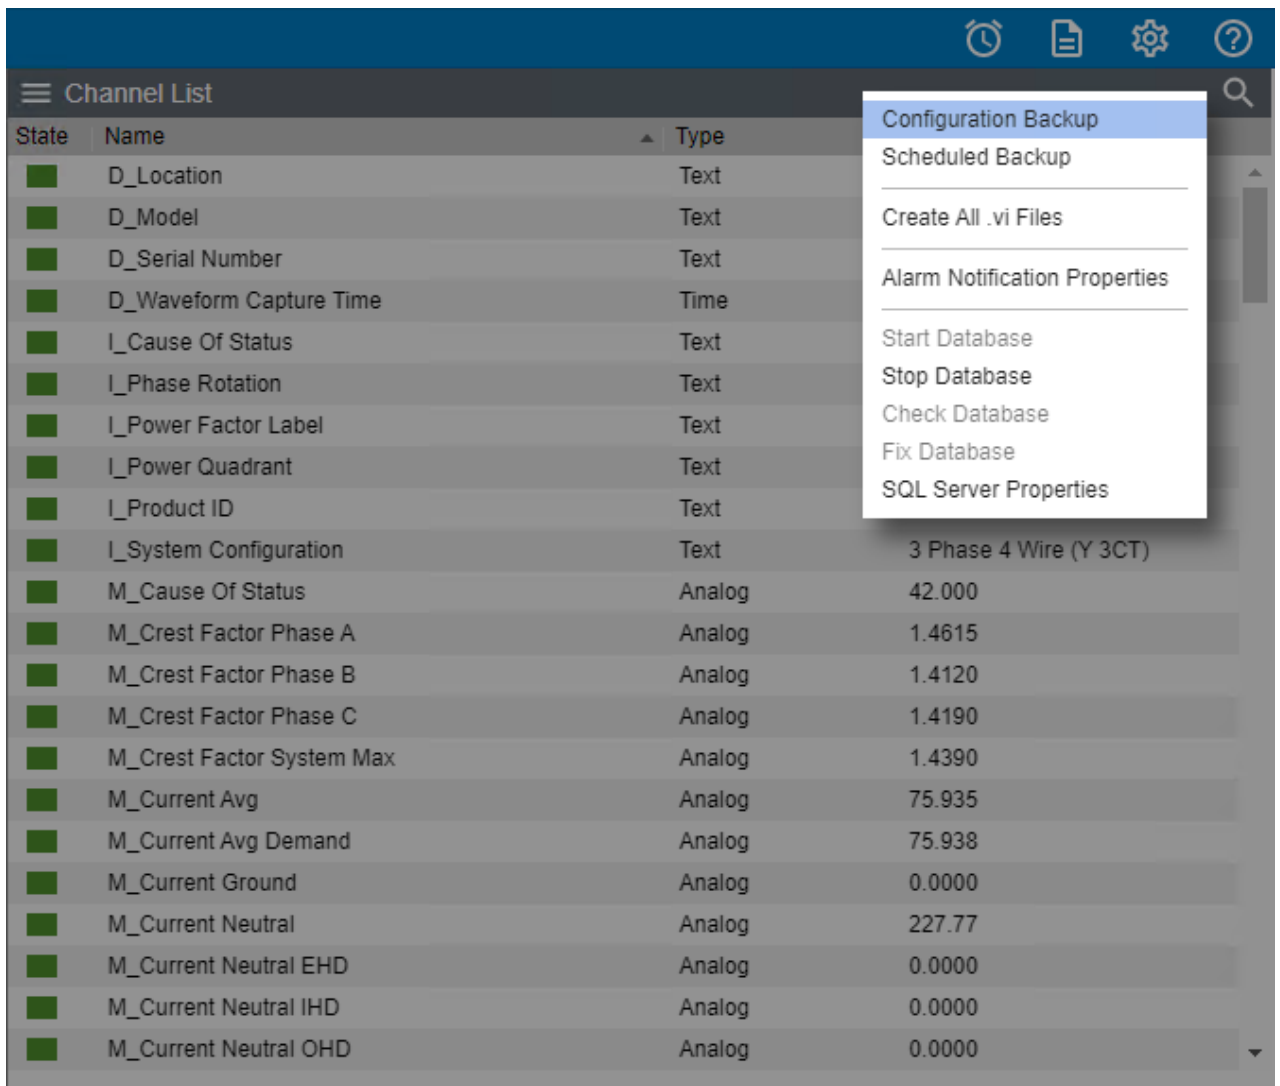 Channel List
State Name Type
Configuration Backup
Scheduled Backup
Create All .vi Files
Alarm Notification Properties
Start Database
Stop Database
Check Database
Fix Database
SQL Server Properties
D_Location Text
D_Model Text
D_Serial Number Text
D_Waveform Capture Time Time
I_Cause Of Status Text
I_Phase Rotation Text
I_Power Factor Label Text
I_Power Quadrant Text
I_Product ID Text
I_System Configuration Text 3 Phase 4 Wire (Y 3CT)
M_Cause Of Status Analog 42.000
M_Crest Factor Phase A Analog 1.4615
M_Crest Factor Phase B Analog 1.4120
M_Crest Factor Phase C Analog 1.4190
M_Crest Factor System Max Analog 1.4390
M_Current Avg Analog 75.935
M_Current Avg Demand Analog 75.938
M_Current Ground Analog 0.0000
M_Current Neutral Analog 227.77
M_Current Neutral EHD Analog 0.0000
M_Current Neutral IHD Analog 0.0000
M_Current Neutral OHD Analog 0.0000